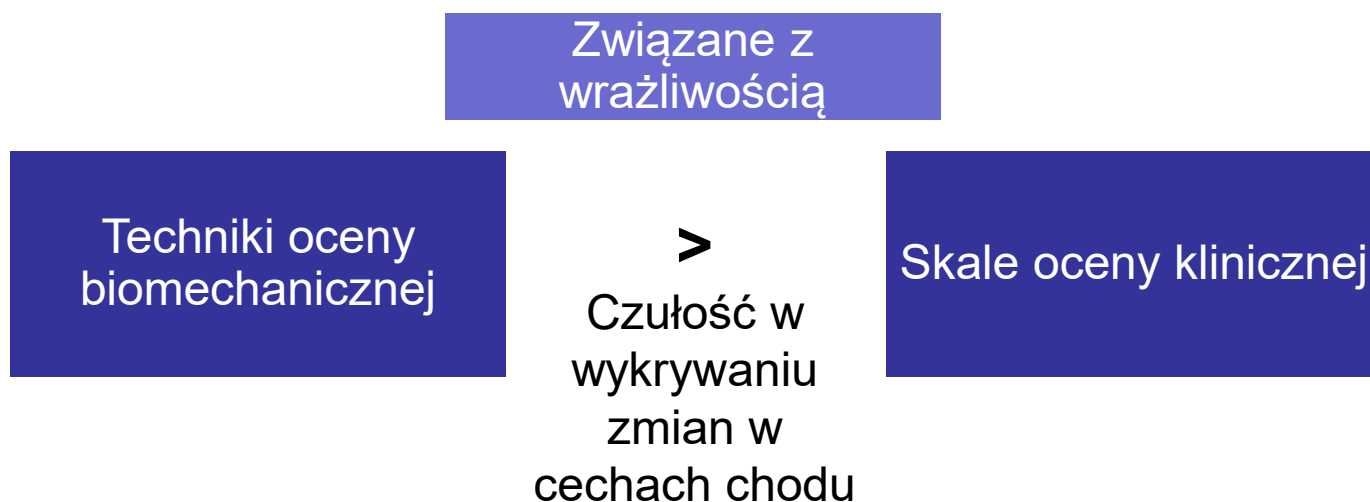 Związane z
wrażliwością
Techniki oceny
biomechanicznej
>
Czułość w
wykrywaniu
zmian w
cechach chodu
Skale oceny klinicznej